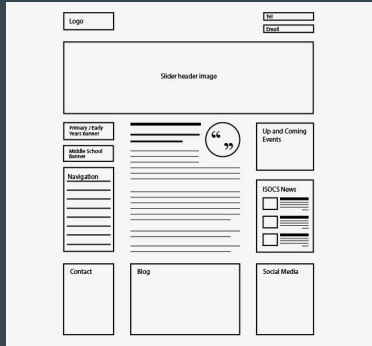 Logo
Tel
Email
Slider header image
Primary / Early
Years Banner
Middle School
Banner
Navigation
“
”
Up and Coming
Events
ISOCS News
Contact
Blog
Social Media